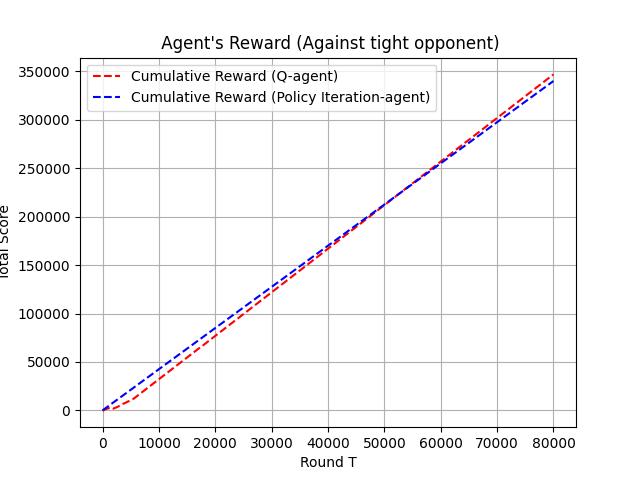 Agent's Reward (Against tight opponent)
Cumulative Reward (Q-agent)
Cumulative Reward (Policy Iteration-agent)
350000
300000
250000
200000
150000
100000
50000
0
Total Score
0 10000 20000 30000 40000 50000 60000 70000 80000
Round T